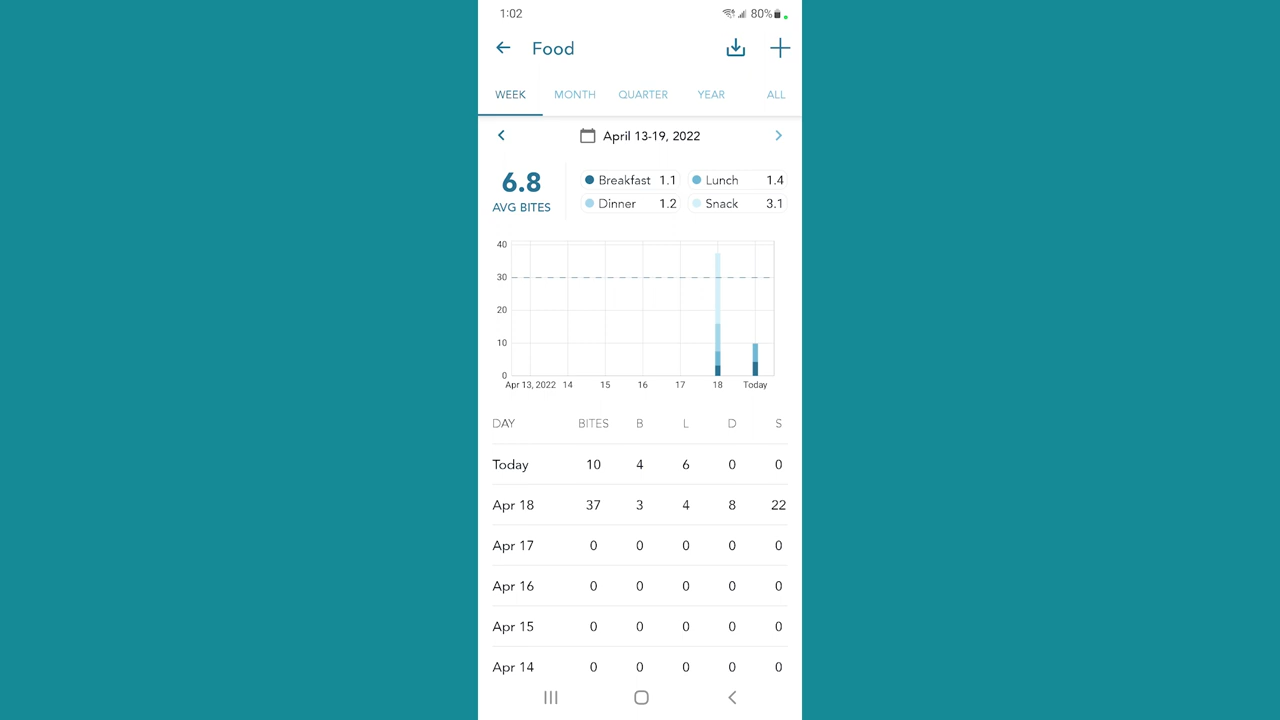 1:02 80%
Food
WEEK MONTH QUARTER YEAR ALL
April 13-19, 2022
6.8
AVG BITES
Breakfast 1.1 Lunch 1.4
Dinner 1.2 Snack 3.1
40
30
20
10
0
Apr 13, 2022 14 15 16 17 18 Today
DAY BITES B L D S
Today 10 4 6 0 0
Apr 18 37 3 4 8 22
Apr 17 0 0 0 0 0
Apr 16 0 0 0 0 0
Apr 15 0 0 0 0 0
Apr 14 0 0 0 0 0